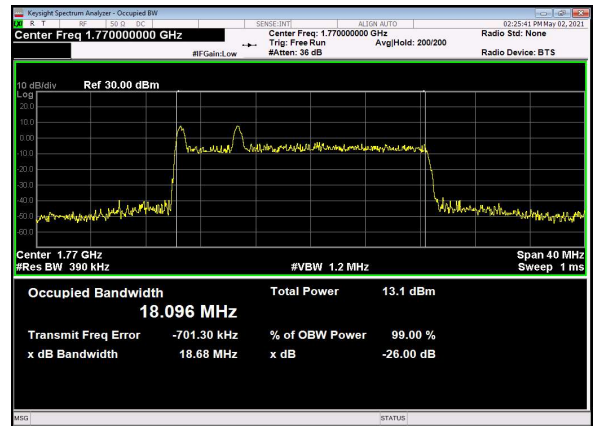 Keysight Spectrum Analyzer - Occupied BW
R T RF 50 Ω DC SENSE:INT ALIGN AUTO 02:25:41 PM May 02, 2021
Center Freq 1.770000000 GHz Center Freq: 1.770000000 GHz Radio Std: None
Trig: Free Run Avg|Hold: 200/200
#IFGain:Low #Atten: 36 dB Radio Device: BTS
10 dB/div Ref 30.00 dBm
Log
20.0
10.0
0.00
-10.0
-20.0
-30.0
-40.0
-50.0
-60.0
Center 1.77 GHz Span 40 MHz
#Res BW 390 kHz #VBW 1.2 MHz Sweep 1 ms
Occupied Bandwidth Total Power 13.1 dBm
18.096 MHz
Transmit Freq Error -701.30 kHz % of OBW Power 99.00 %
x dB Bandwidth 18.68 MHz x dB -26.00 dB
MSG STATUS